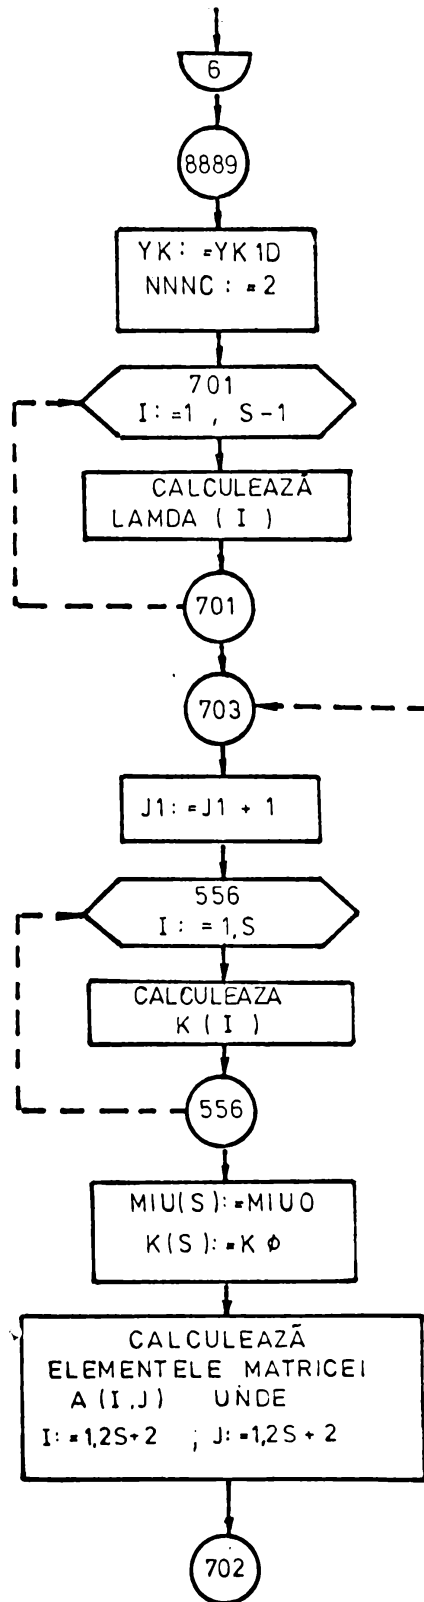 6
8889
YK: =YK1D
NNNC : = 2
701
I: =1 , S-1
CALCULEAZĂ
LAMDA ( I )
701
703
J1: =J1 + 1
556
I : = 1,S
CALCULEAZA
K ( I )
556
MIU(S): =MIU0
K(S): =K Ø
CALCULEAZĂ
ELEMENTELE MATRICEI
A (I,J) UNDE
I: =1,2S+2 ; J: =1,2S + 2
702